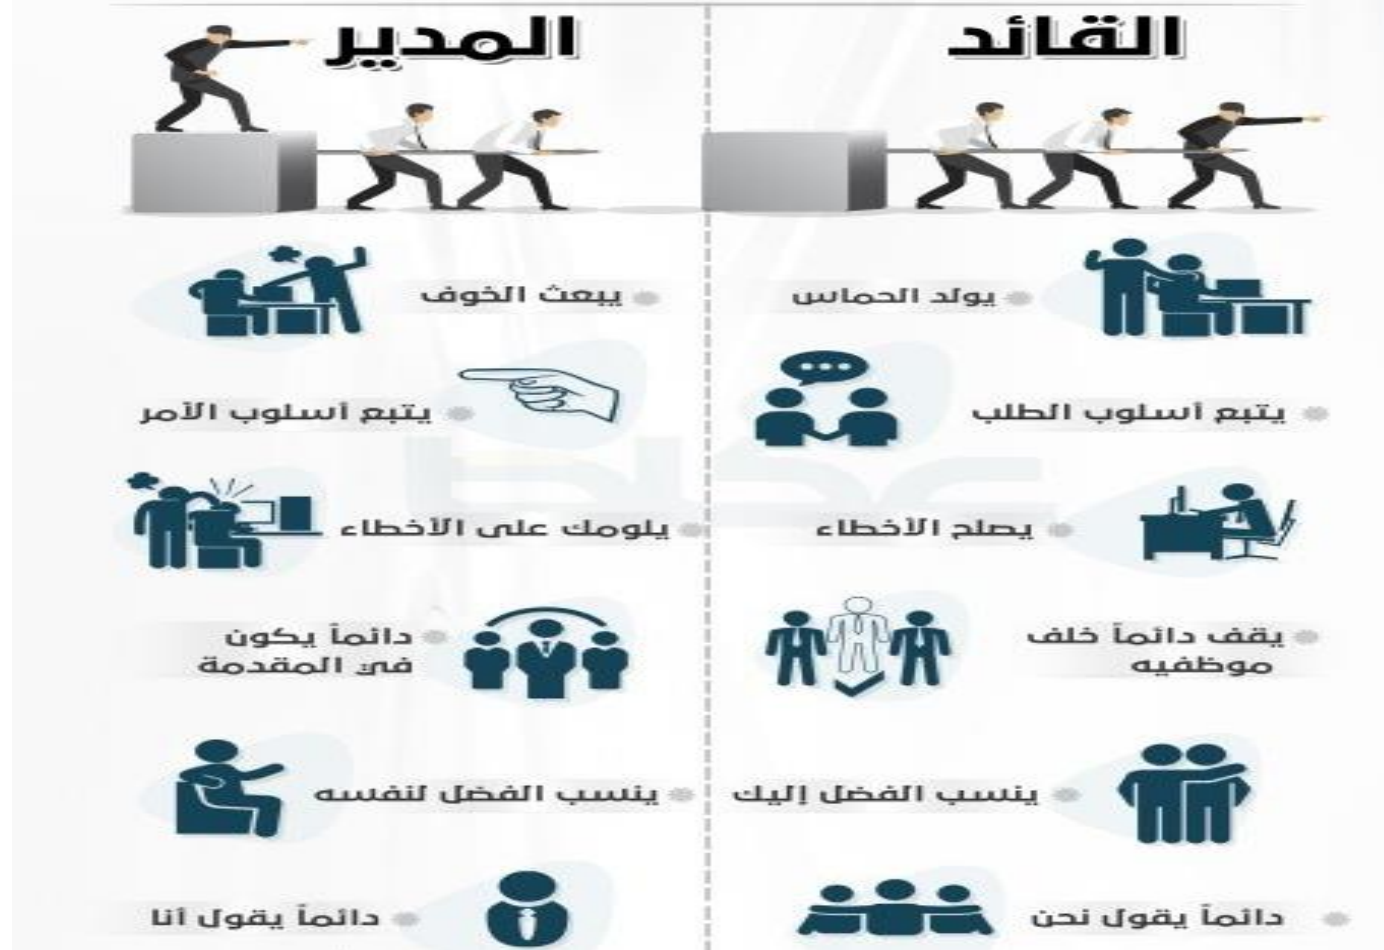 القائد
المدير
يولد الحماس
يبعث الخوف
يتبع أسلوب الطلب
يتبع أسلوب الأمر
يصلح الأخطاء
يلومك على الأخطاء
يقف دائماً خلف
موظفيه
دائماً يكون
في المقدمة
ينسب الفضل إليك
ينسب الفضل لنفسه
دائماً يقول نحن
دائماً يقول أنا